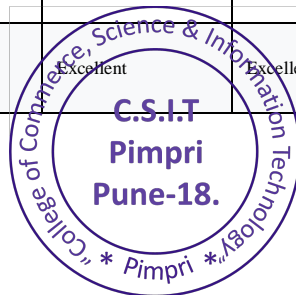 Excellent
Excelle
"College of Commerce, Science & Information Technology"
C.S.I.T
Pimpri
Pune-18.
* Pimpri *